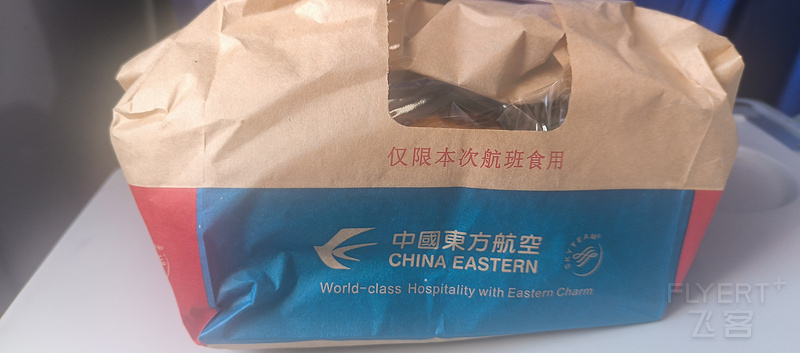 仅限本次航班食用
中國東方航空
CHINA EASTERN
SKYTEAM
World-class Hospitality with Eastern Charm
FLYERT+
飞客